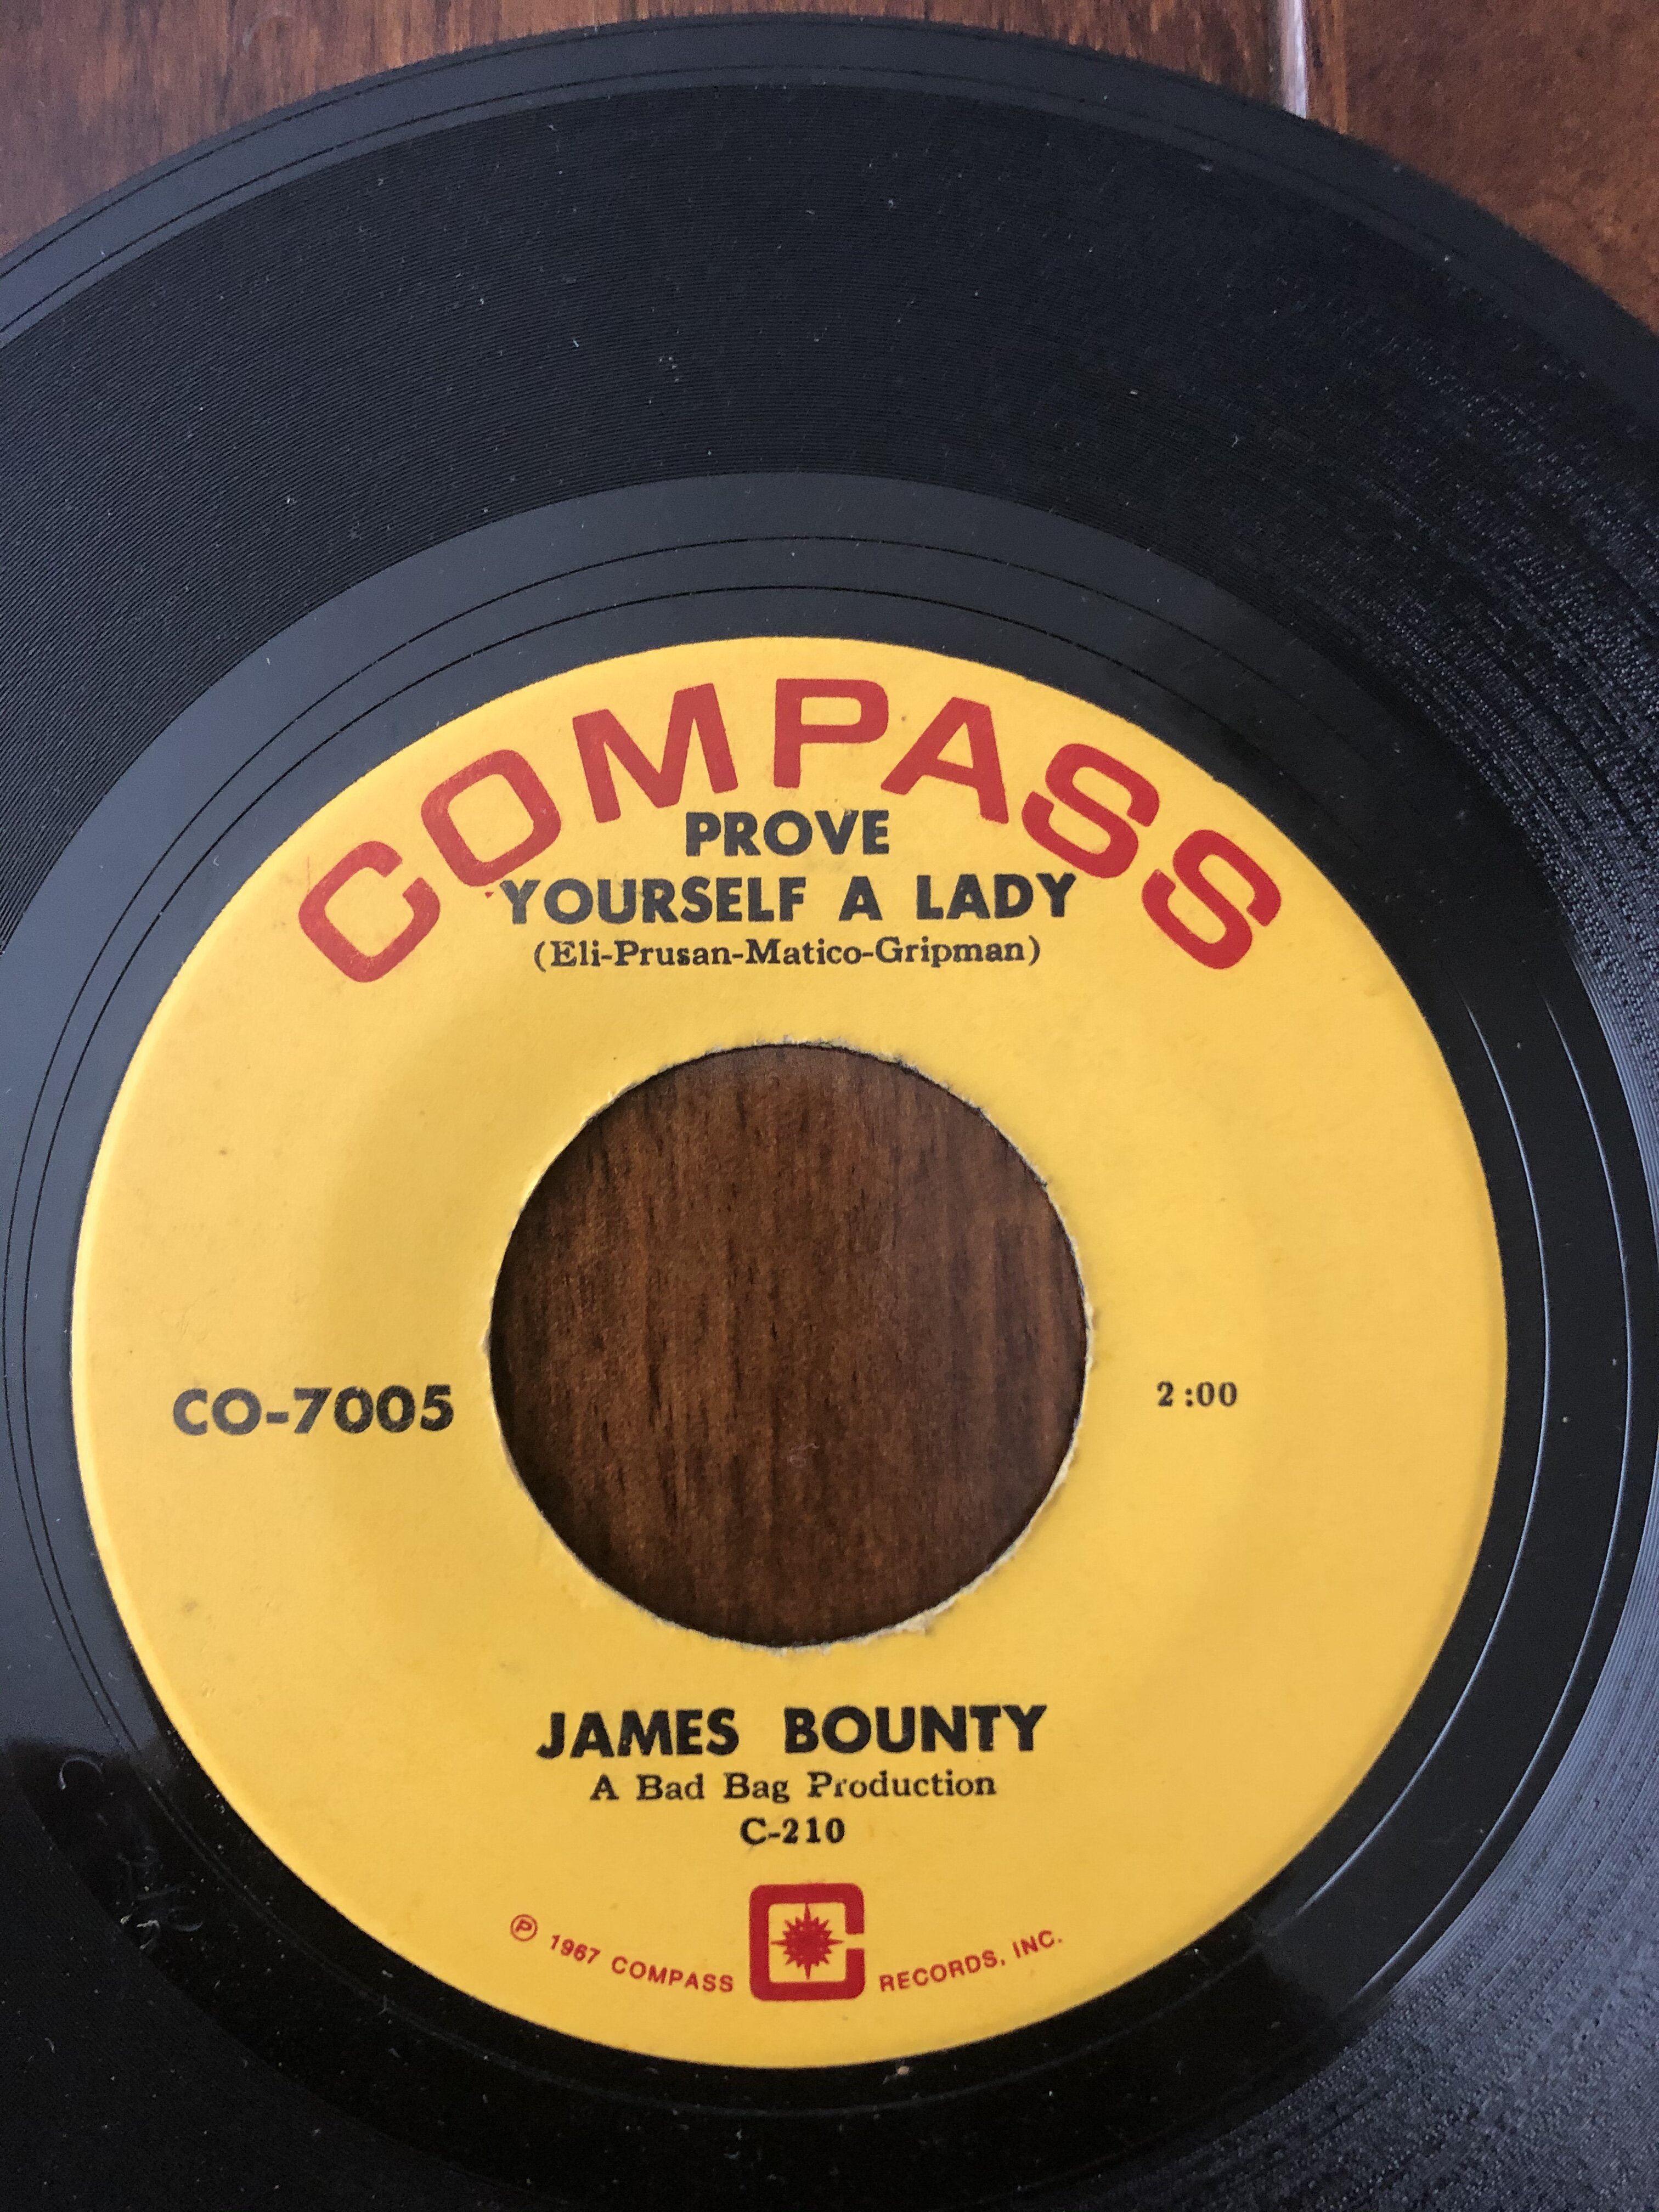 COMPASS
PROVE
YOURSELF A LADY
(Eli-Prusan-Matico-Gripman)
CO-7005
2:00
JAMES BOUNTY
A Bad Bag Production
C-210
Ⓟ 1967 COMPASS RECORDS, INC.